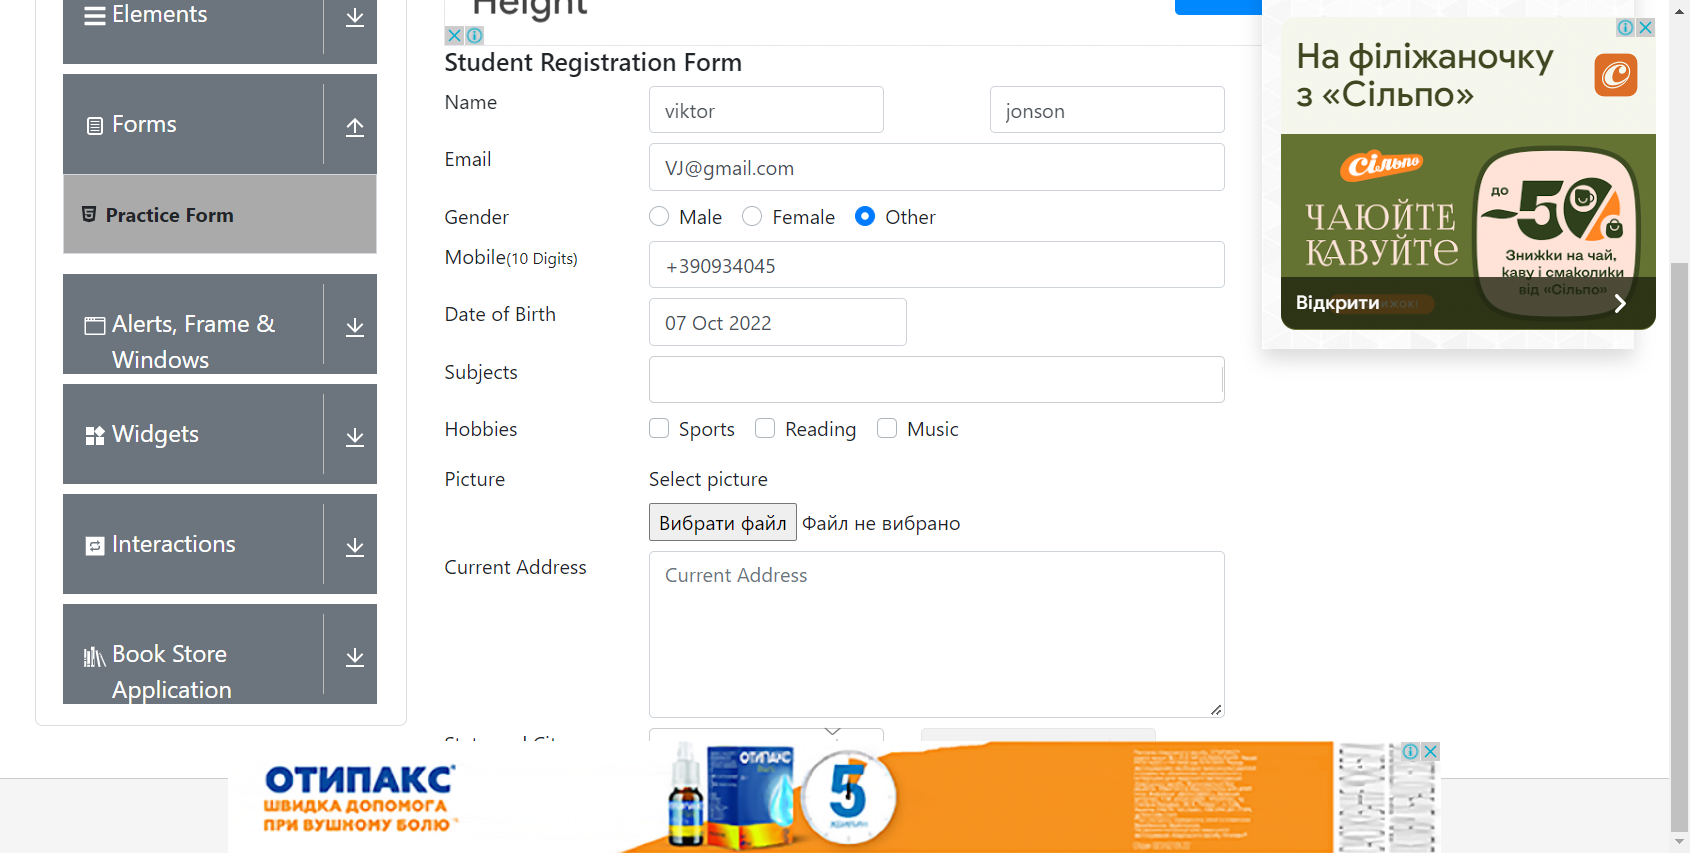 Elements
Forms
Practice Form
Alerts, Frame &
Windows
Widgets
Interactions
Book Store
Application
Height
Student Registration Form
Name
viktor
jonson
Email
VJ@gmail.com
Gender
Male
Female
Other
Mobile(10 Digits)
+390934045
Date of Birth
07 Oct 2022
Subjects
Hobbies
Sports
Reading
Music
Picture
Select picture
Вибрати файл
Файл не вибрано
Current Address
Current Address
State and City
На філіжаночку
з «Сільпо»
Сільпо
ЧАЮЙТЕ
КАВУЙТЕ
до
-50
Знижки на чай,
каву і смаколики
від «Сільпо»
Відкрити
ОТИПАКС®
ШВИДКА ДОПОМОГА
ПРИ ВУШНОМУ БОЛЮ
ОТИПАКС
5